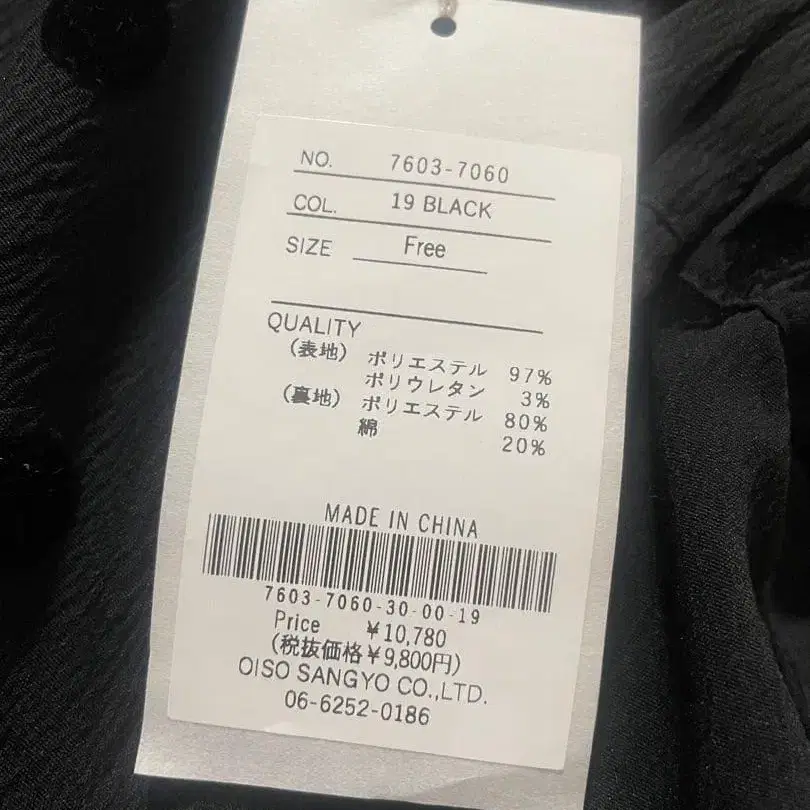 NO. 7603-7060
COL. 19 BLACK
SIZE Free
QUALITY
(表地) ポリエステル 97%
ポリウレタン 3%
(裏地) ポリエステル 80%
綿 20%
MADE IN CHINA
7603-7060-30-00-19
Price ¥10,780
(税抜価格¥9,800円)
OISO SANGYO CO.,LTD.
06-6252-0186